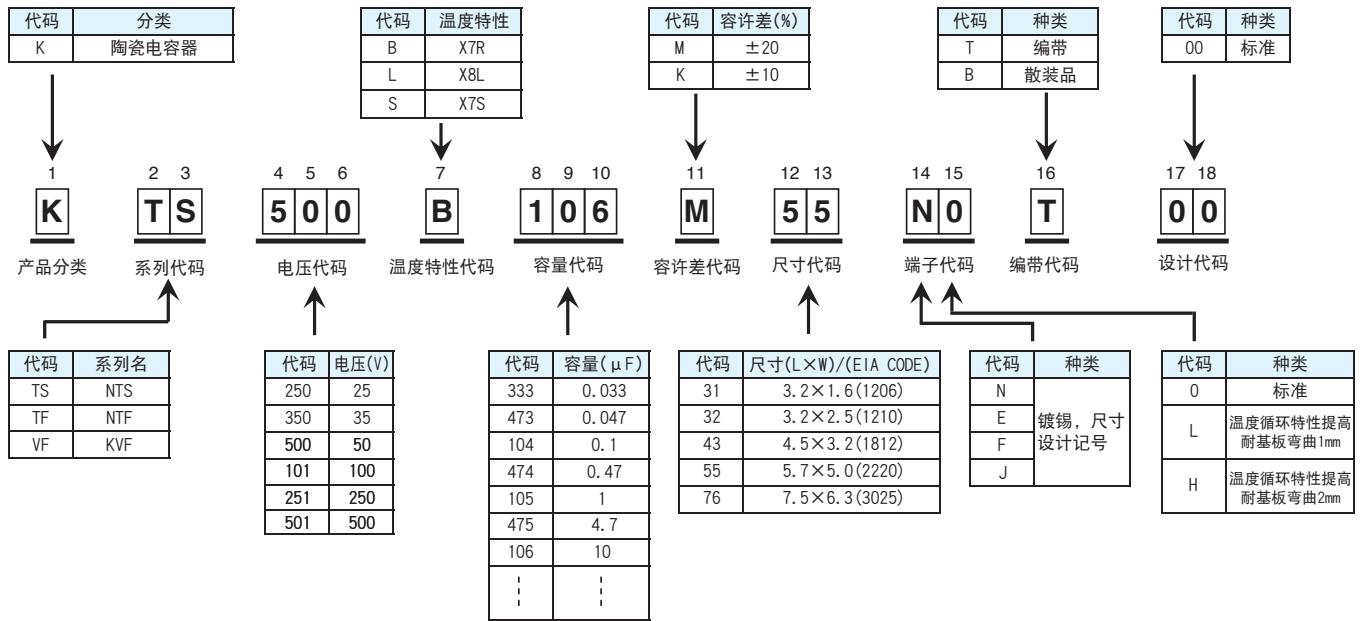 代码 分类
K 陶瓷电容器
代码 温度特性
B X7R
L X8L
S X7S
代码 容许差(%)
M ±20
K ±10
代码 种类
T 编带
B 散装品
代码 种类
00 标准
1 2 3 4 5 6 7 8 9 10 11 12 13 14 15 16 17 18
K T S 5 0 0 B 1 0 6 M 5 5 N 0 T 0 0
产品分类 系列代码 电压代码 温度特性代码 容量代码 容许差代码 尺寸代码 端子代码 编带代码 设计代码
代码 系列名
TS NTS
TF NTF
VF KVF
代码 电压(V)
250 25
350 35
500 50
101 100
251 250
501 500
代码 容量(μF)
333 0.033
473 0.047
104 0.1
474 0.47
105 1
475 4.7
106 10
代码 尺寸(L×W)/(EIA CODE)
31 3.2×1.6(1206)
32 3.2×2.5(1210)
43 4.5×3.2(1812)
55 5.7×5.0(2220)
76 7.5×6.3(3025)
代码 种类
N
E
F
J
镀锡，尺寸
设计记号
代码 种类
0 标准
L 温度循环特性提高
耐基板弯曲1mm
H 温度循环特性提高
耐基板弯曲2mm